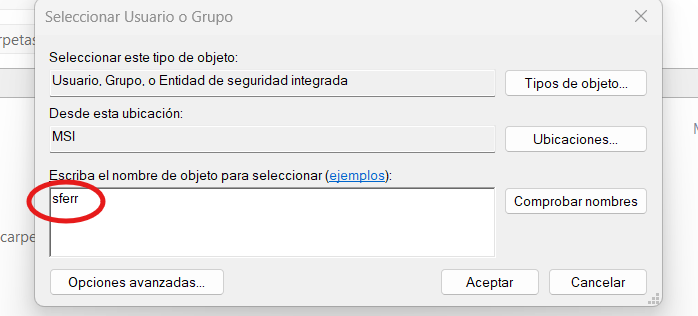 Seleccionar Usuario o Grupo
rpetas
Seleccionar este tipo de objeto:
Usuario, Grupo, o Entidad de seguridad integrada
Tipos de objeto...
Desde esta ubicación:
MSI
Ubicaciones...
Escriba el nombre de objeto para seleccionar (ejemplos):
sferr
Comprobar nombres
carpe
Opciones avanzadas...
Aceptar
Cancelar